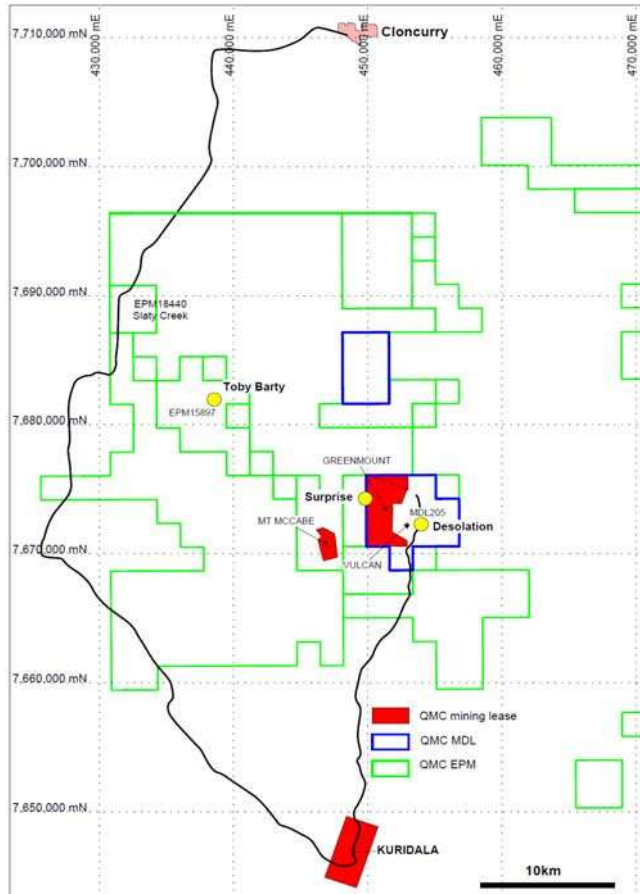 430,000 mE
440,000 mE
450,000 mE
460,000 mE
470,000 mE
7,710,000 mN
Cloncurry
7,700,000 mN
7,690,000 mN
EPM18440
Slaty Creek
Toby Barty
EPM15897
7,680,000 mN
GREENMOUNT
Surprise
MDL205
Desolation
MT MCCABE
VULCAN
7,670,000 mN
7,660,000 mN
QMC mining lease
QMC MDL
QMC EPM
7,650,000 mN
KURIDALA
10km